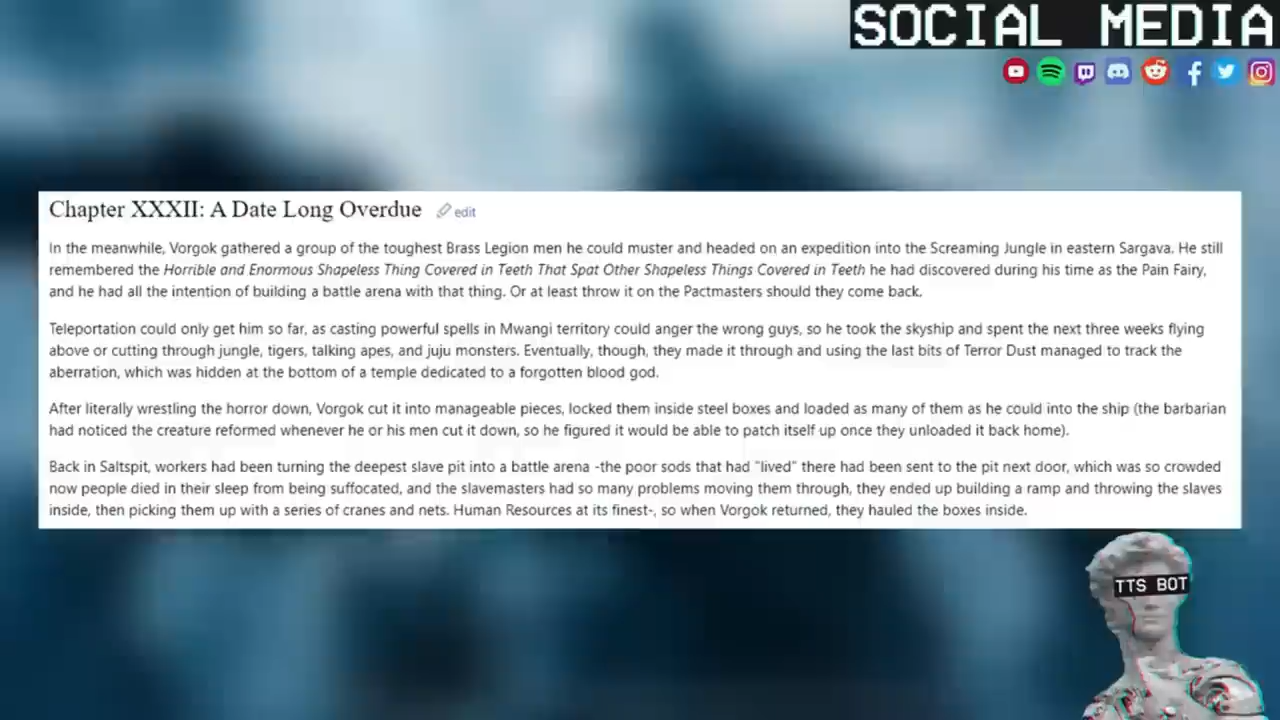 SOCIAL MEDIA
Chapter XXXII: A Date Long Overdue edit
In the meanwhile, Vorgok gathered a group of the toughest Brass Legion men he could muster and headed on an expedition into the Screaming Jungle in eastern Sargava. He still
remembered the Horrible and Enormous Shapeless Thing Covered in Teeth That Spat Other Shapeless Things Covered in Teeth he had discovered during his time as the Pain Fairy,
and he had all the intention of building a battle arena with that thing. Or at least throw it on the Pactmasters should they come back.
Teleportation could only get him so far, as casting powerful spells in Mwangi territory could anger the wrong guys, so he took the skyship and spent the next three weeks flying
above or cutting through jungle, tigers, talking apes, and juju monsters. Eventually, though, they made it through and using the last bits of Terror Dust managed to track the
aberration, which was hidden at the bottom of a temple dedicated to a forgotten blood god.
After literally wrestling the horror down, Vorgok cut it into manageable pieces, locked them inside steel boxes and loaded as many of them as he could into the ship (the barbarian
had noticed the creature reformed whenever he or his men cut it down, so he figured it would be able to patch itself up once they unloaded it back home).
Back in Saltspit, workers had been turning the deepest slave pit into a battle arena -the poor sods that had "lived" there had been sent to the pit next door, which was so crowded
now people died in their sleep from being suffocated, and the slavemasters had so many problems moving them through, they ended up building a ramp and throwing the slaves
inside, then picking them up with a series of cranes and nets. Human Resources at its finest-, so when Vorgok returned, they hauled the boxes inside.
TTS BOT